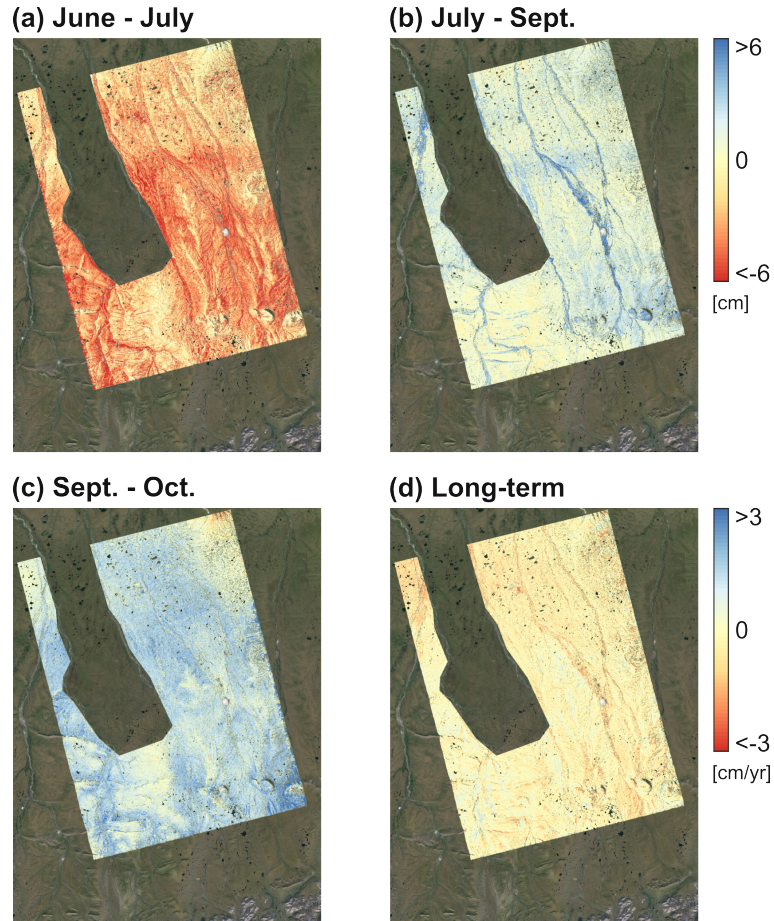 (a) June - July
(b) July - Sept.
>6
0
<-6
[cm]
(c) Sept. - Oct.
(d) Long-term
>3
0
<-3
[cm/yr]